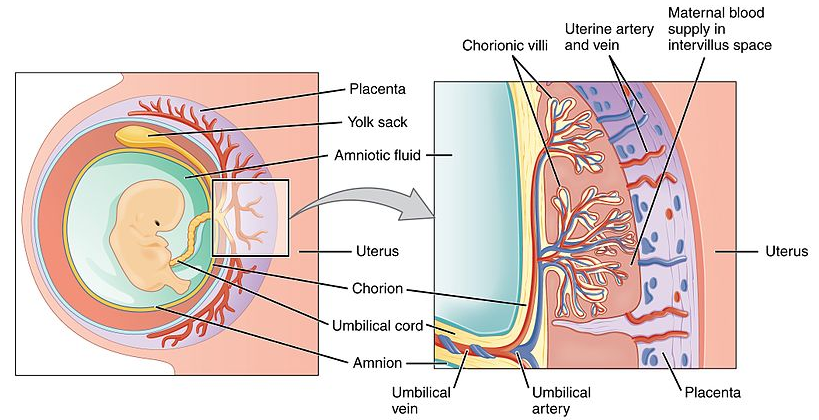 Maternal blood
supply in
intervillus space
Uterine artery
and vein
Chorionic villi
Placenta
Yolk sack
Amniotic fluid
Uterus
Uterus
Chorion
Umbilical cord
Amnion
Umbilical
vein
Umbilical
artery
Placenta